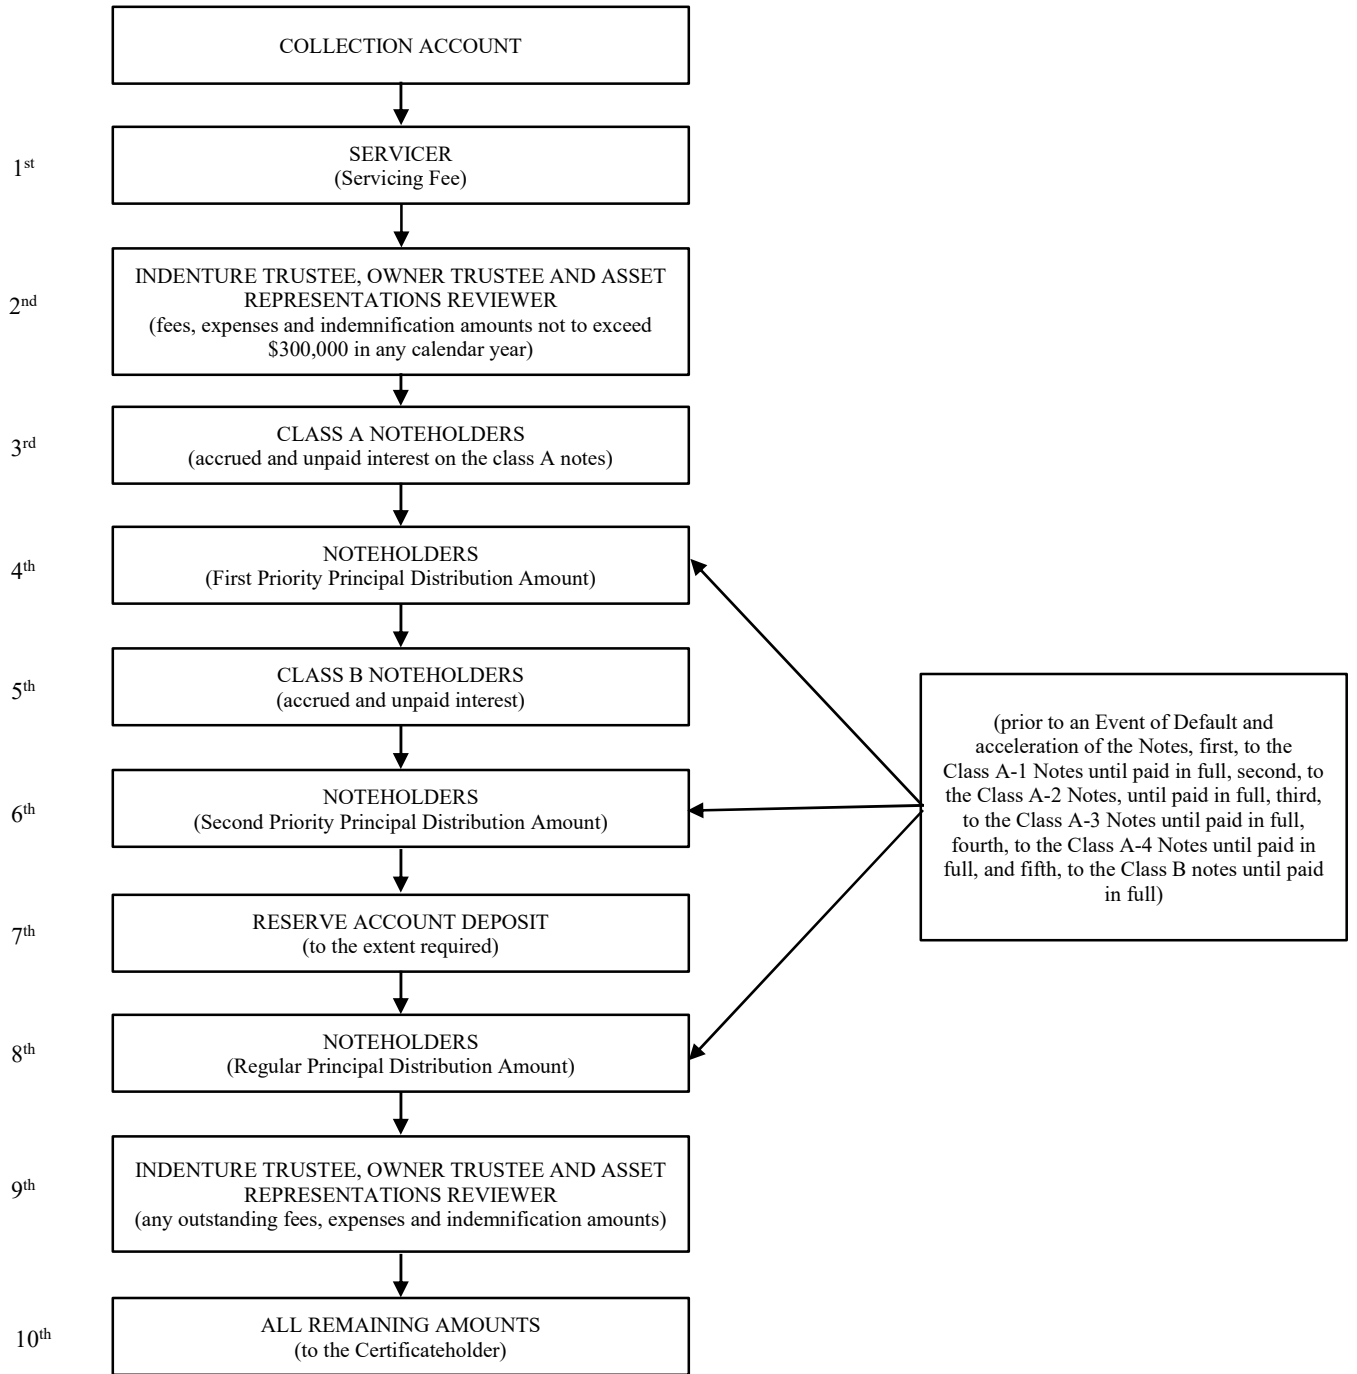 COLLECTION ACCOUNT
1st
SERVICER
(Servicing Fee)
2nd
INDENTURE TRUSTEE, OWNER TRUSTEE AND ASSET
REPRESENTATIONS REVIEWER
(fees, expenses and indemnification amounts not to exceed
$300,000 in any calendar year)
3rd
CLASS A NOTEHOLDERS
(accrued and unpaid interest on the class A notes)
4th
NOTEHOLDERS
(First Priority Principal Distribution Amount)
5th
CLASS B NOTEHOLDERS
(accrued and unpaid interest)
6th
NOTEHOLDERS
(Second Priority Principal Distribution Amount)
7th
RESERVE ACCOUNT DEPOSIT
(to the extent required)
8th
NOTEHOLDERS
(Regular Principal Distribution Amount)
9th
INDENTURE TRUSTEE, OWNER TRUSTEE AND ASSET
REPRESENTATIONS REVIEWER
(any outstanding fees, expenses and indemnification amounts)
10th
ALL REMAINING AMOUNTS
(to the Certificateholder)
(prior to an Event of Default and
acceleration of the Notes, first, to the
Class A-1 Notes until paid in full, second, to
the Class A-2 Notes, until paid in full, third,
to the Class A-3 Notes until paid in full,
fourth, to the Class A-4 Notes until paid in
full, and fifth, to the Class B notes until paid
in full)